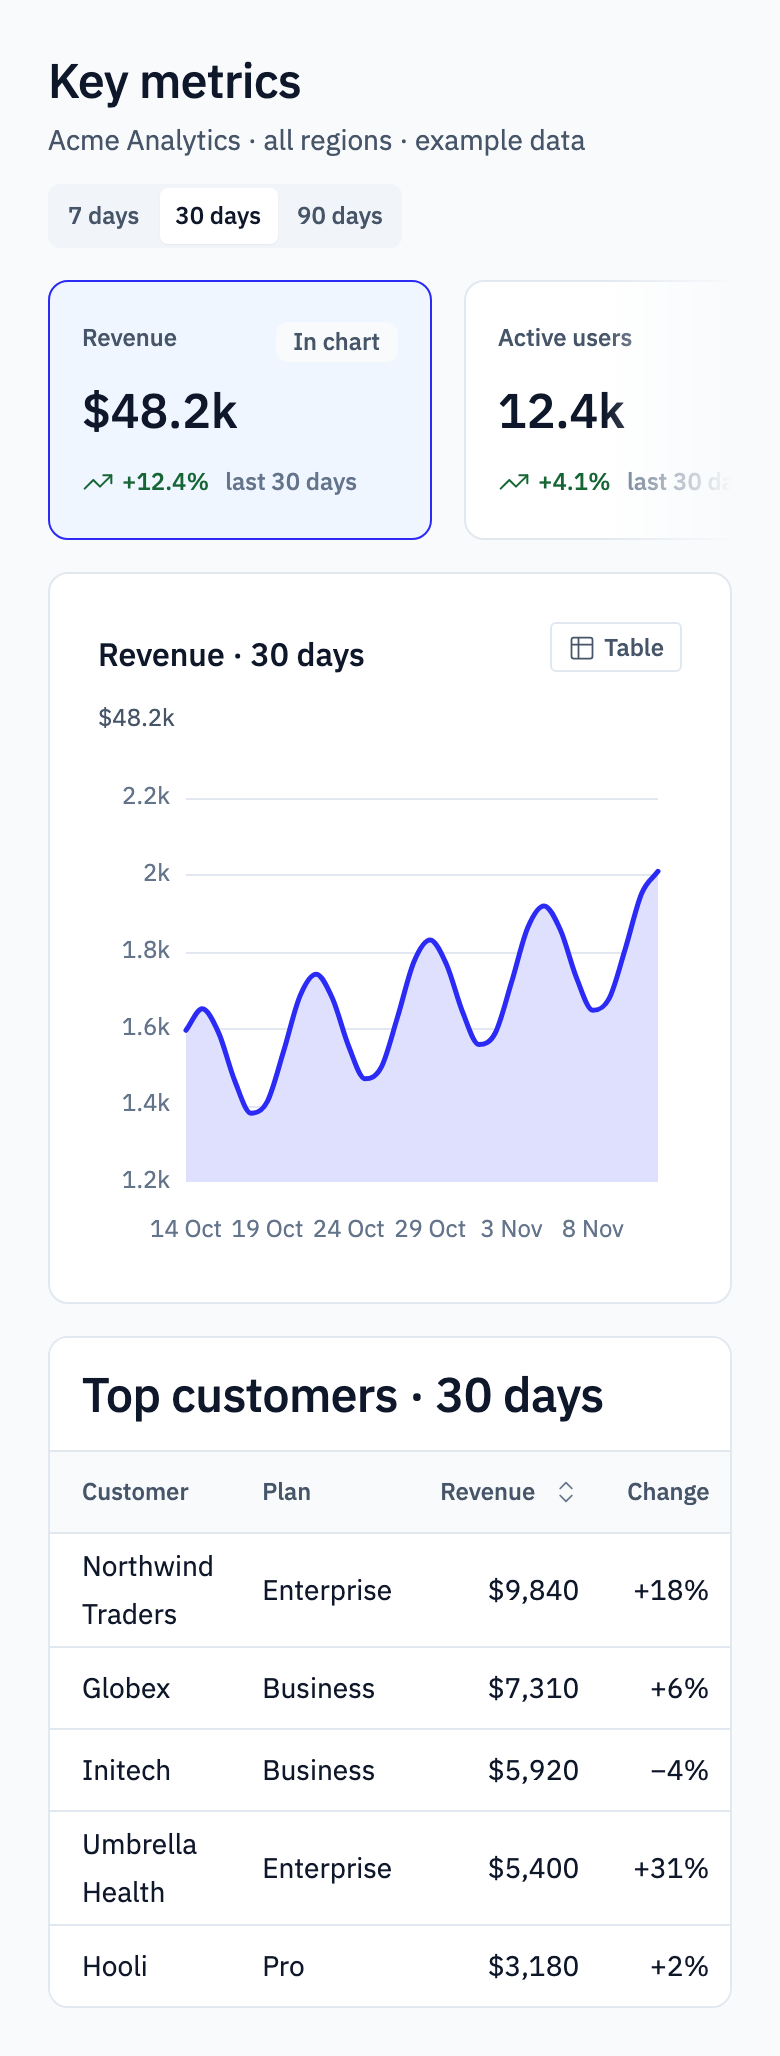 Key metrics
Acme Analytics · all regions · example data
7 days 30 days 90 days
Revenue In chart
$48.2k
+12.4% last 30 days
Active users
12.4k
+4.1% last 30 da
Revenue · 30 days
Table
$48.2k
2.2k
2k
1.8k
1.6k
1.4k
1.2k
14 Oct 19 Oct 24 Oct 29 Oct 3 Nov 8 Nov
Top customers · 30 days
Customer Plan Revenue Change
Northwind
Traders
Enterprise $9,840 +18%
Globex Business $7,310 +6%
Initech Business $5,920 −4%
Umbrella
Health
Enterprise $5,400 +31%
Hooli Pro $3,180 +2%